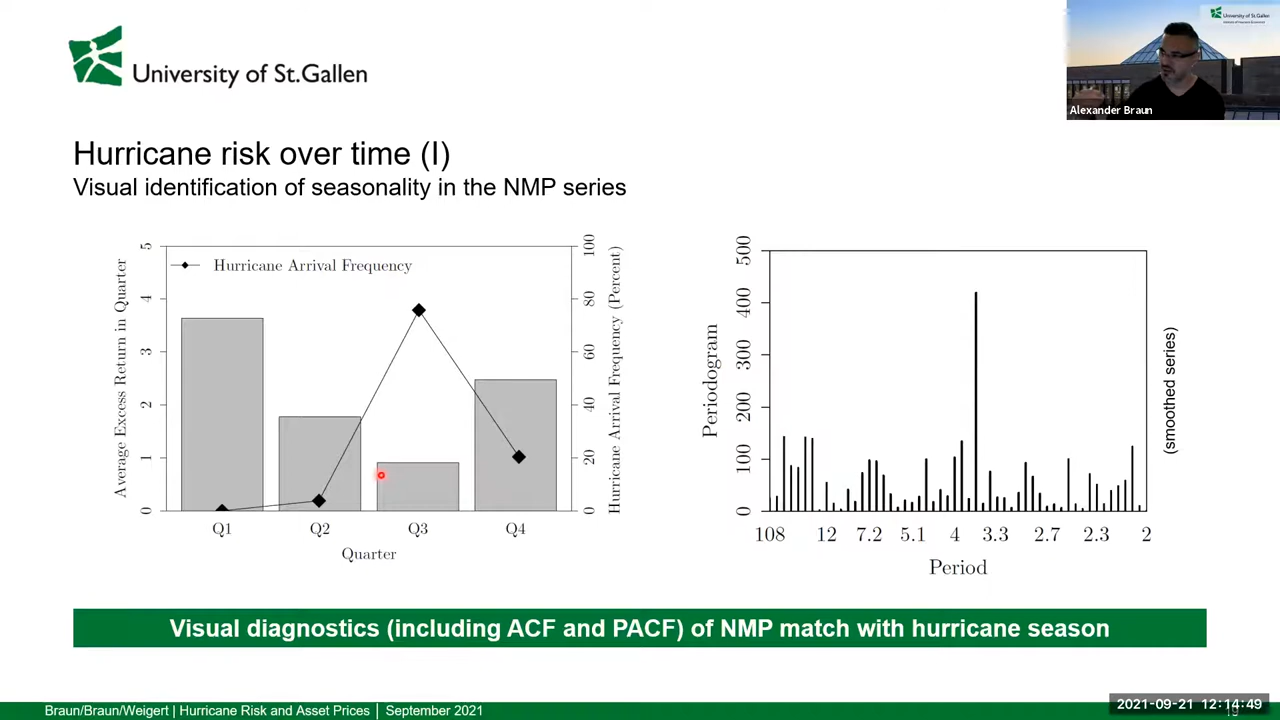 University of St.Gallen
University of St.Gallen
Alexander Braun
Hurricane risk over time (I)
Visual identification of seasonality in the NMP series
Average Excess Return in Quarter
0 1 2 3 4 5
Hurricane Arrival Frequency
Q1 Q2 Q3 Q4
Quarter
0 20 40 60 80 100
Hurricane Arrival Frequency (Percent)
Periodogram
0 100 200 300 400 500
108 12 7.2 5.1 4 3.3 2.7 2.3 2
Period
(smoothed series)
Visual diagnostics (including ACF and PACF) of NMP match with hurricane season
Braun/Braun/Weigert | Hurricane Risk and Asset Prices | September 2021
2021-09-21 12:14:49